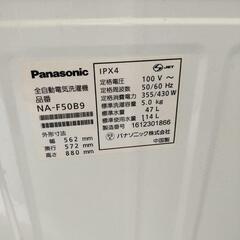 Panasonic
全自動電気洗濯機
品番
NA-F50B9
外形寸法
幅 562 mm
奥行 572 mm
高さ 880 mm
IPX4
JET
定格電圧 100 V～
定格周波数 50/60 Hz
定格消費電力 355/430 W
標準洗濯容量 5.0 kg
標準水量 47 L
標準使用水量 114 L
製造番号 1612301866
パナソニック株式会社
中国製